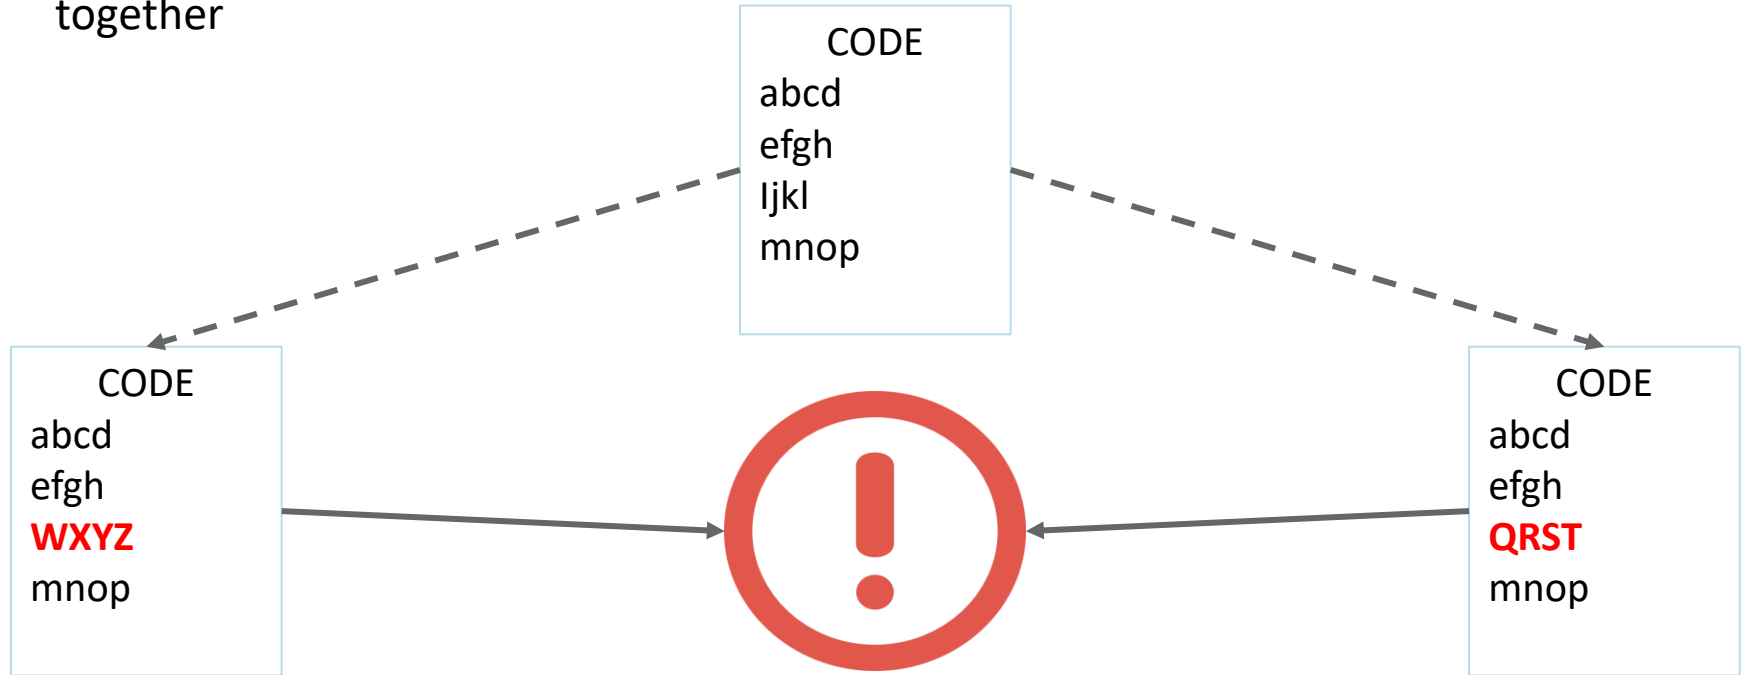 together
CODE
abcd
efgh
Ijkl
mnop
CODE
abcd
efgh
WXYZ
mnop
CODE
abcd
efgh
QRST
mnop